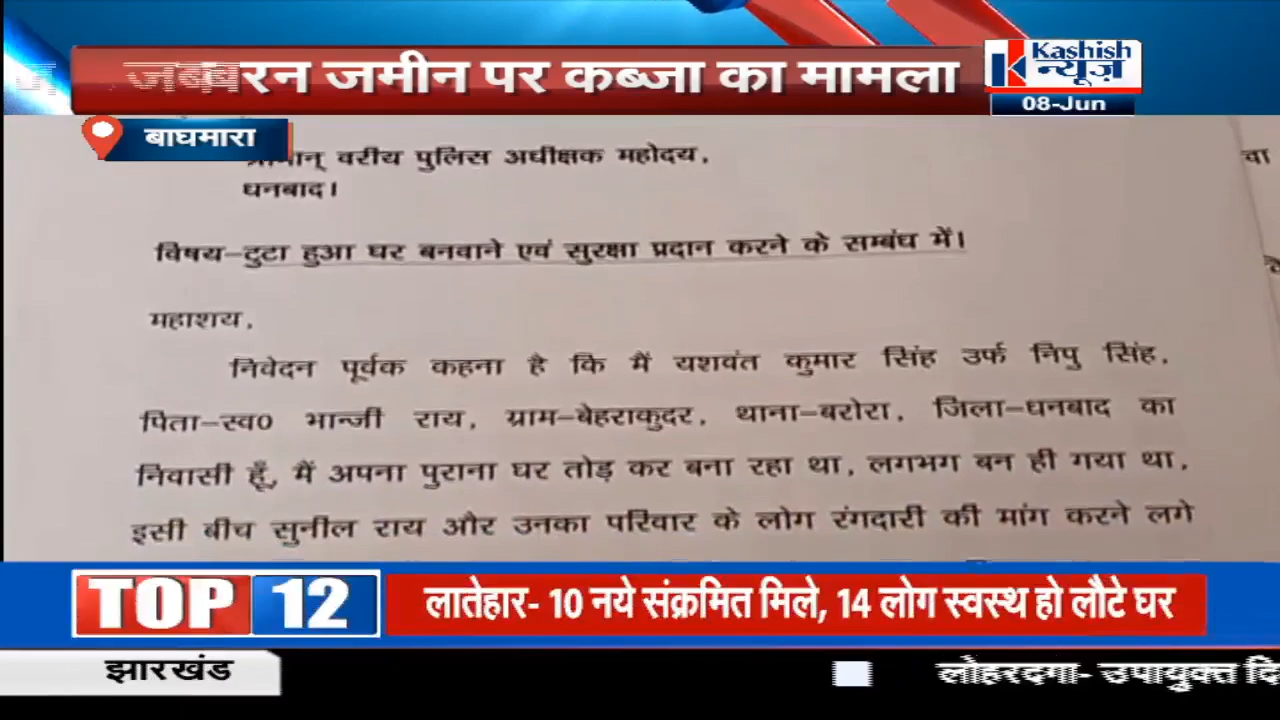 जबरन जमीन पर कब्जा का मामला
Kashish
न्यूज़
08-Jun
बाघमारा
वरीय पुलिस अधीक्षक महोदय,
वा
धनबाद।
विषय-टुटा हुआ घर बनवाने एवं सुरक्षा प्रदान करने के सम्बंध में।
महाशय,
निवेदन पूर्वक कहना है कि मैं यशवंत कुमार सिंह उर्फ निपु सिंह,
पिता-स्व० भान्जी राय, ग्राम-बेहराकुदर, थाना-बरोरा, जिला-धनबाद का
निवासी हूँ, मैं अपना पुराना घर तोड़ कर बना रहा था, लगभग बन ही गया था,
इसी बीच सुनील राय और उनका परिवार के लोग रंगदारी की मांग करने लगे
TOP 12
लातेहार- 10 नये संक्रमित मिले, 14 लोग स्वस्थ हो लौटे घर
झारखंड
लोहरदगा- उपायुक्त दि